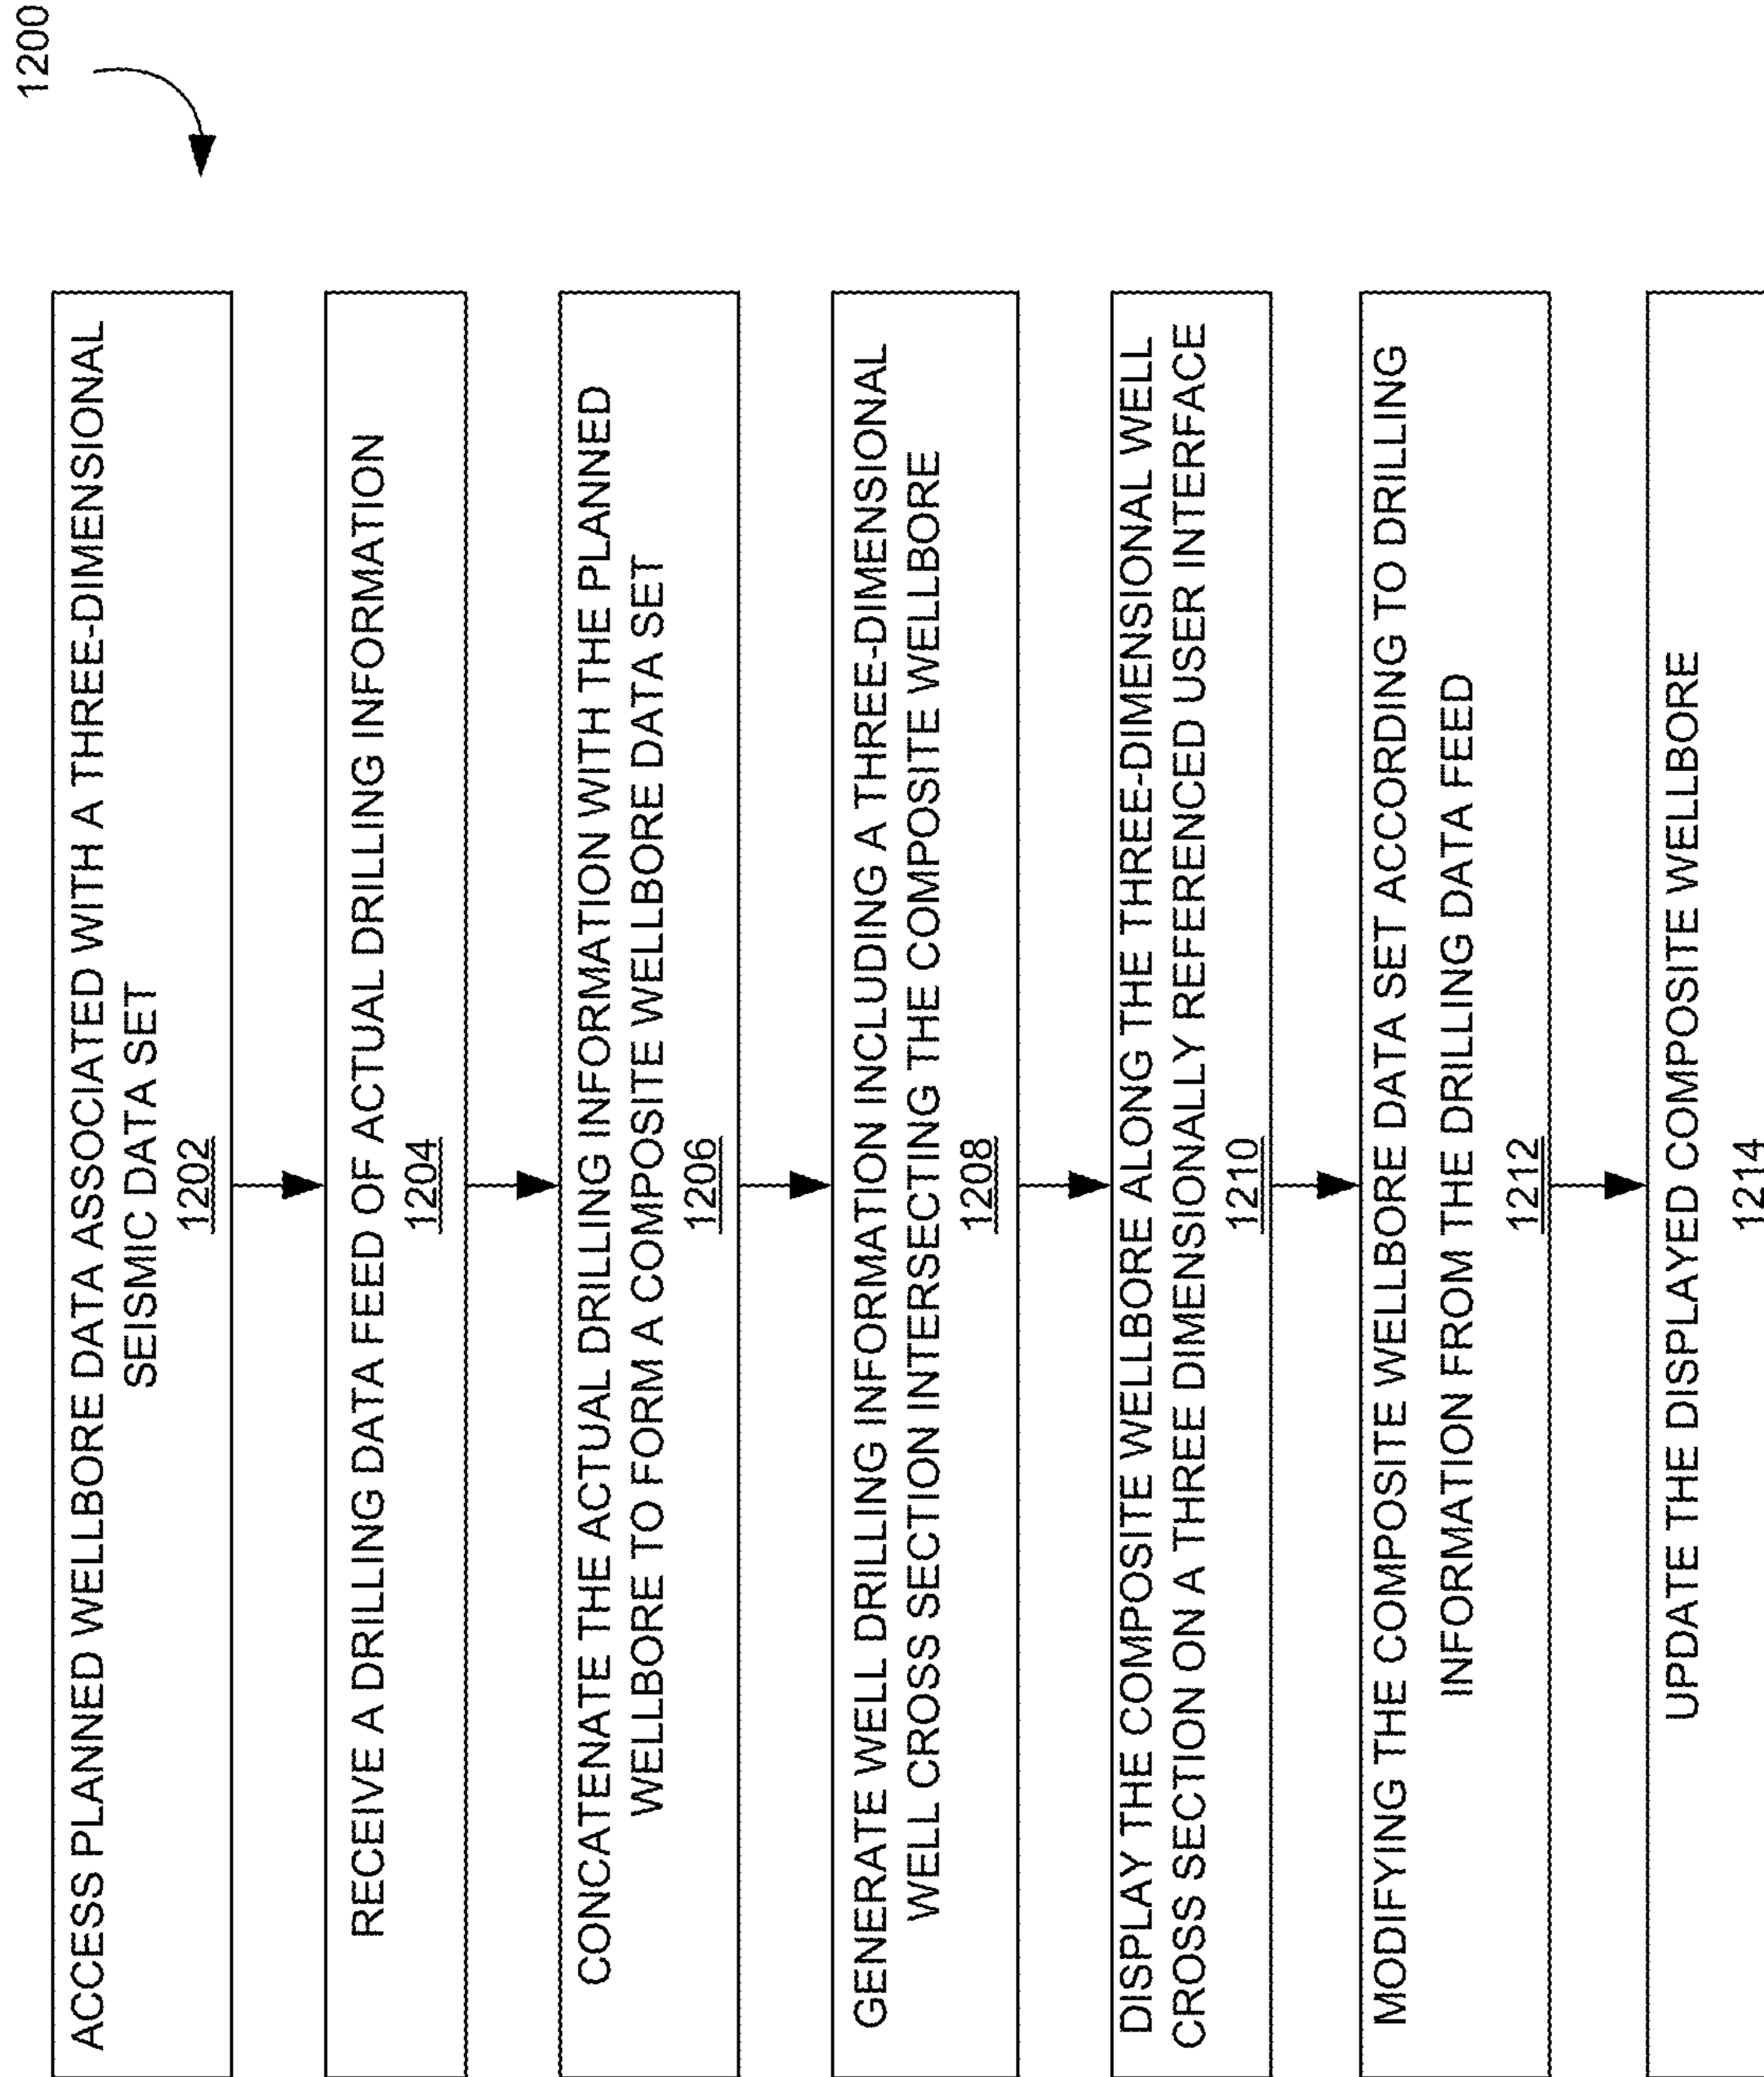 1200
ACCESS PLANNED WELLBORE DATA ASSOCIATED WITH A THREE-DIMENSIONAL
SEISMIC DATA SET
1202
RECEIVE A DRILLING DATA FEED OF ACTUAL DRILLING INFORMATION
1204
CONCATENATE THE ACTUAL DRILLING INFORMATION WITH THE PLANNED
WELLBORE TO FORM A COMPOSITE WELLBORE DATA SET
1206
GENERATE WELL DRILLING INFORMATION INCLUDING A THREE-DIMENSIONAL
WELL CROSS SECTION INTERSECTING THE COMPOSITE WELLBORE
1208
DISPLAY THE COMPOSITE WELLBORE ALONG THE THREE-DIMENSIONAL WELL
CROSS SECTION ON A THREE DIMENSIONALLY REFERENCED USER INTERFACE
1210
MODIFYING THE COMPOSITE WELLBORE DATA SET ACCORDING TO DRILLING
INFORMATION FROM THE DRILLING DATA FEED
1212
UPDATE THE DISPLAYED COMPOSITE WELLBORE
1214